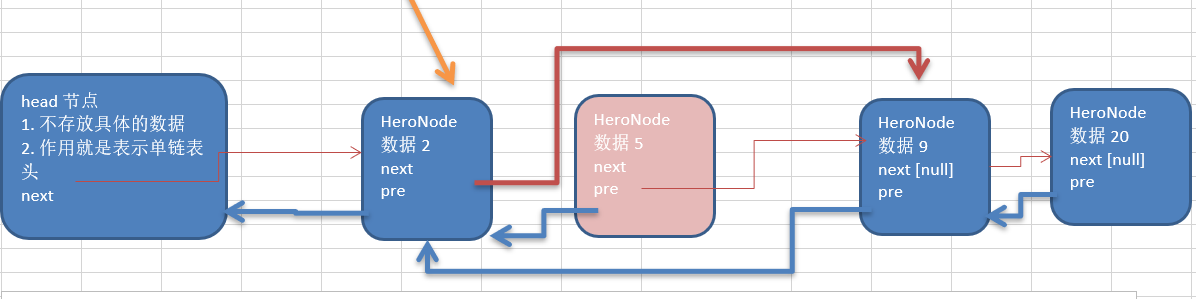 head 节点
1. 不存放具体的数据
2. 作用就是表示单链表
头
next
HeroNode
数据 2
next
pre
HeroNode
数据 5
next
pre
HeroNode
数据 9
next [null]
pre
HeroNode
数据 20
next [null]
pre